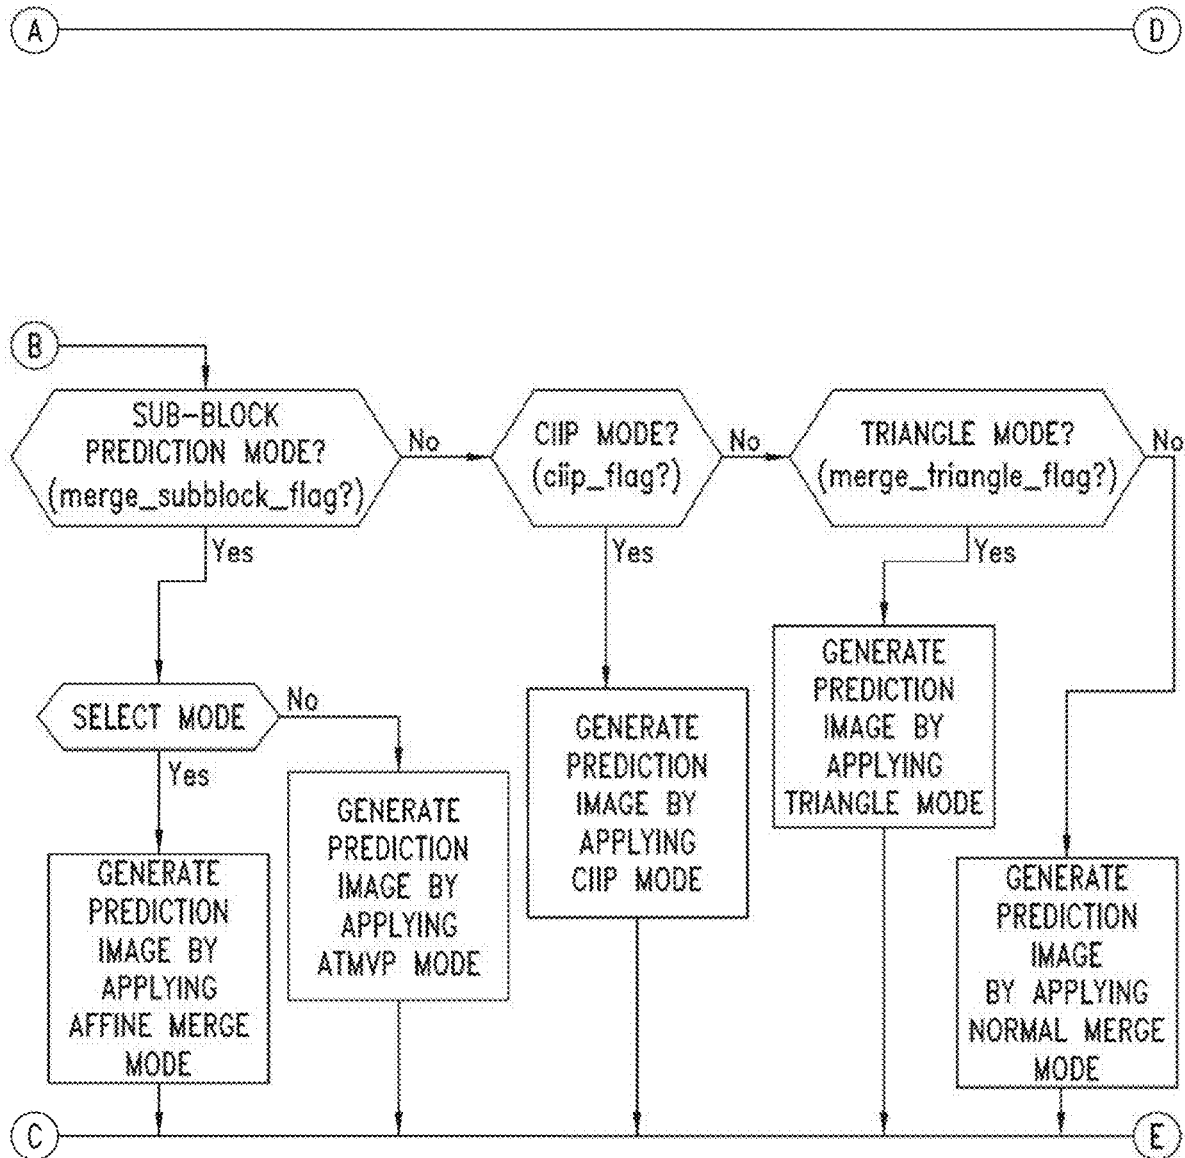 A
D
B
SUB-BLOCK
PREDICTION MODE?
(merge_subblock_flag?)
No
CIIP MODE?
(ciip_flag?)
No
TRIANGLE MODE?
(merge_triangle_flag?)
No
Yes
Yes
Yes
SELECT MODE
No
Yes
GENERATE
PREDICTION
IMAGE BY
APPLYING
AFFINE MERGE
MODE
GENERATE
PREDICTION
IMAGE BY
APPLYING
ATMVP MODE
GENERATE
PREDICTION
IMAGE BY
APPLYING
CIIP MODE
GENERATE
PREDICTION
IMAGE BY
APPLYING
TRIANGLE MODE
GENERATE
PREDICTION
IMAGE
BY APPLYING
NORMAL MERGE
MODE
C
E